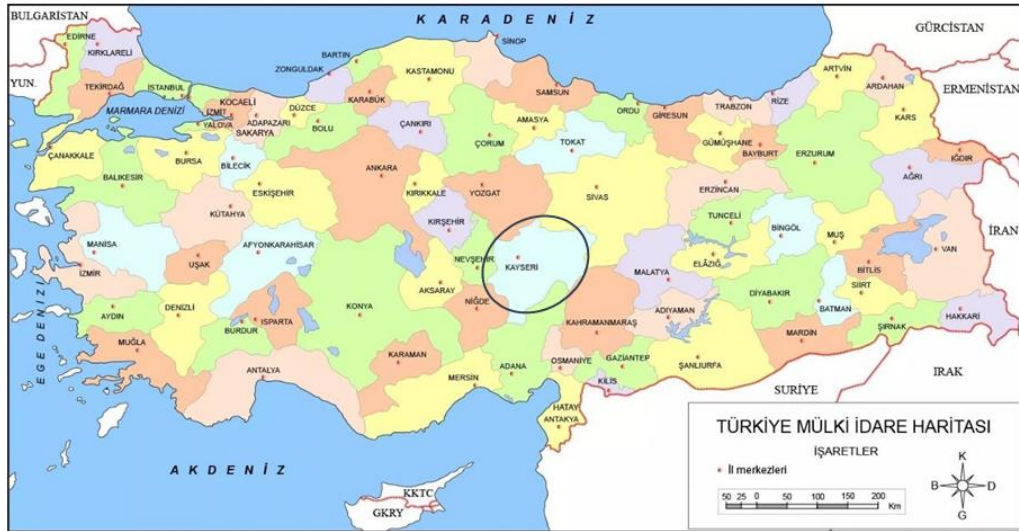 BULGARİSTAN
KARADENİZ
GÜRCİSTAN
YUN.
ERMENİSTAN
İRAN
IRAK
SURİYE
EGE DENİZİ
AKDENİZ
MARMARA DENİZİ
KKTC
GKRY
EDİRNE
KIRKLARELİ
TEKİRDAĞ
İSTANBUL
KOCAELİ
İZMİT
YALOVA
ADAPAZARI
SAKARYA
DÜZCE
BOLU
ZONGULDAK
BARTIN
KARABÜK
KASTAMONU
SİNOP
ÇANKIRI
SAMSUN
AMASYA
ÇORUM
TOKAT
ORDU
GİRESUN
TRABZON
RİZE
ARTVİN
ARDAHAN
KARS
GÜMÜŞHANE
BAYBURT
ERZURUM
IĞDIR
AĞRI
ÇANAKKALE
BALIKESİR
BURSA
BİLECİK
ESKİŞEHİR
KÜTAHYA
ANKARA
KIRIKKALE
YOZGAT
KIRŞEHİR
SİVAS
ERZİNCAN
TUNCELİ
BİNGÖL
MUŞ
VAN
BİTLİS
MANİSA
İZMİR
UŞAK
AFYONKARAHİSAR
KONYA
AKSARAY
NEVŞEHİR
KAYSERİ
NİĞDE
MALATYA
ELÂZIĞ
DİYABAKIR
BATMAN
SİİRT
ŞIRNAK
HAKKARİ
AYDIN
DENİZLİ
BURDUR
ISPARTA
MUĞLA
ANTALYA
KARAMAN
MERSİN
ADANA
KAHRAMANMARAŞ
ADIYAMAN
OSMANİYE
GAZİANTEP
KİLİS
ŞANLIURFA
MARDİN
HATAY
ANTAKYA
TÜRKİYE MÜLKİ İDARE HARİTASI
İŞARETLER
İl merkezleri
50 25 0 50 100 150 200
Km
K
B D
G